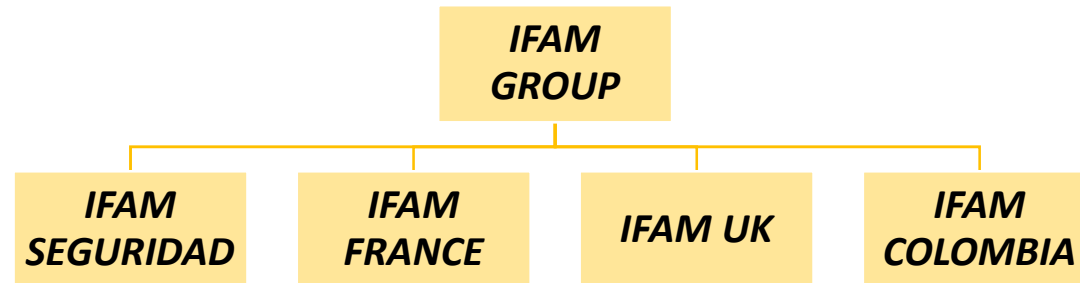 IFAM
GROUP
IFAM
SEGURIDAD
IFAM
FRANCE
IFAM UK
IFAM
COLOMBIA